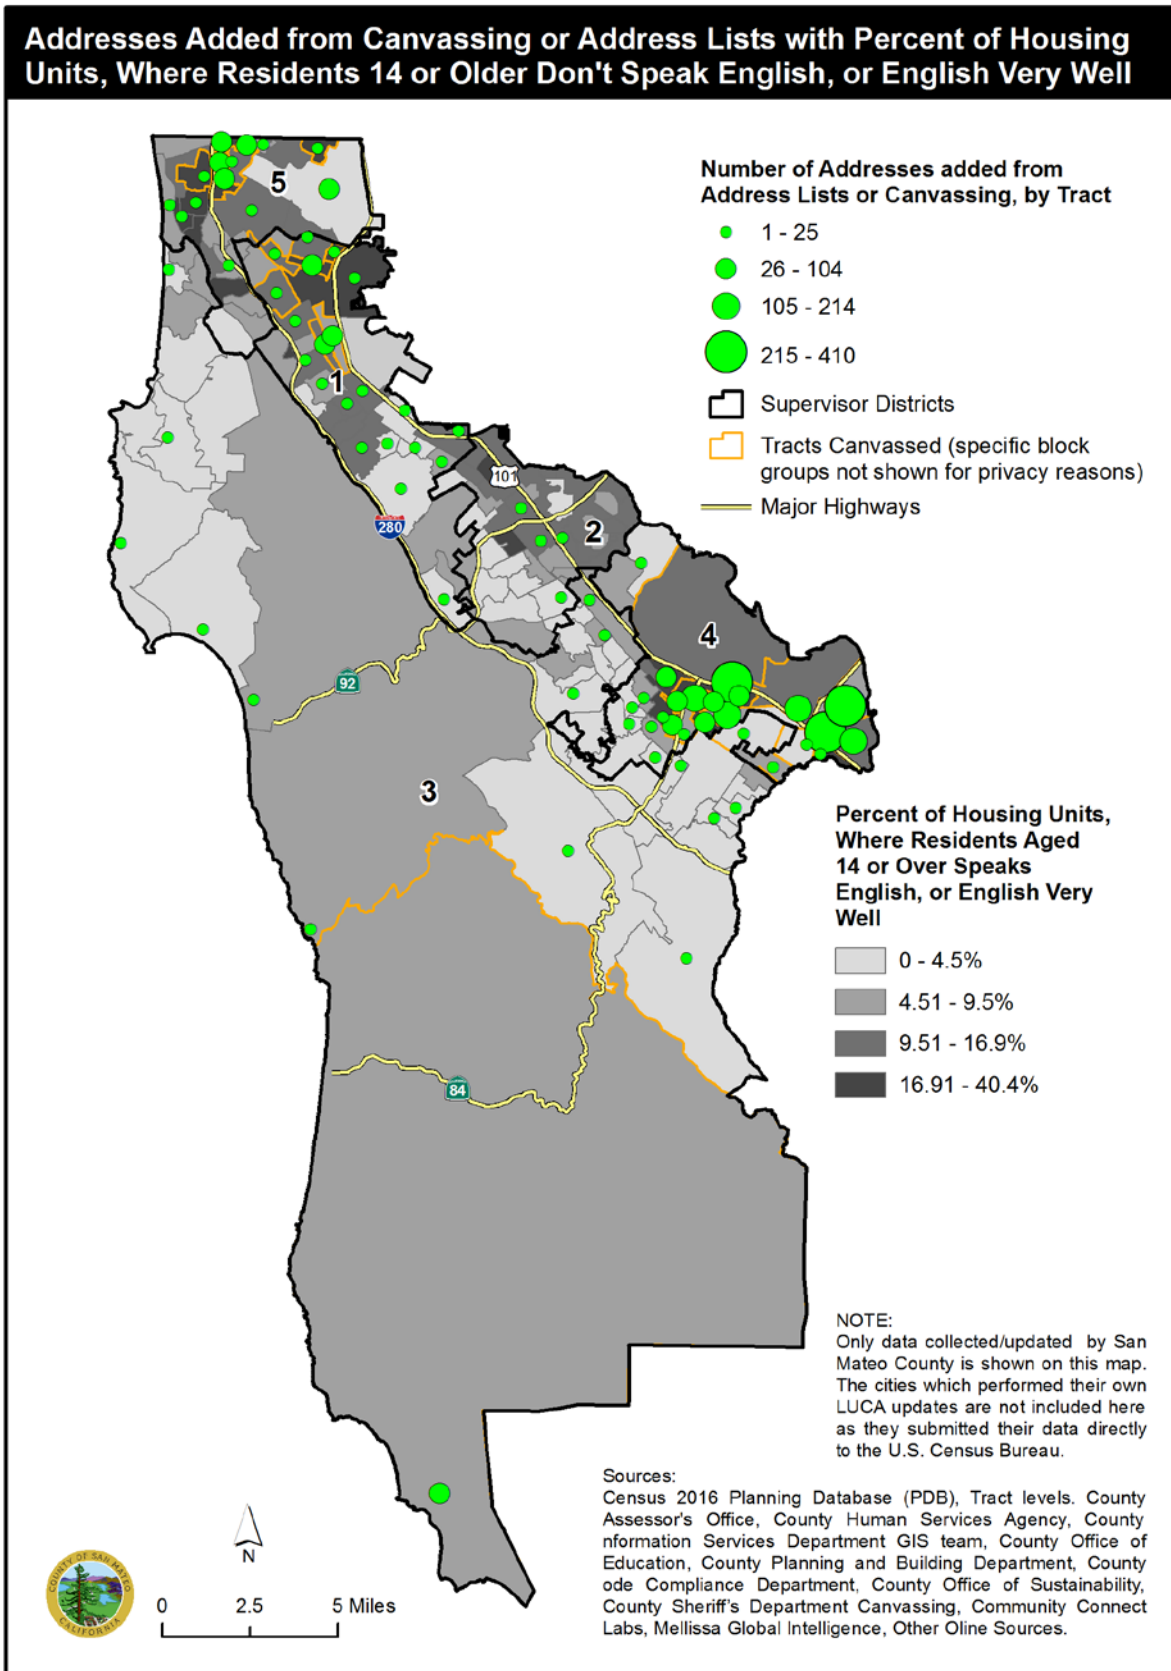 Addresses Added from Canvassing or Address Lists with Percent of Housing
Units, Where Residents 14 or Older Don't Speak English, or English Very Well
Number of Addresses added from
Address Lists or Canvassing, by Tract
1 - 25
26 - 104
105 - 214
215 - 410
Supervisor Districts
Tracts Canvassed (specific block
groups not shown for privacy reasons)
Major Highways
5
1
101
280
2
4
92
3
84
Percent of Housing Units,
Where Residents Aged
14 or Over Speaks
English, or English Very
Well
0 - 4.5%
4.51 - 9.5%
9.51 - 16.9%
16.91 - 40.4%
NOTE:
Only data collected/updated by San
Mateo County is shown on this map.
The cities which performed their own
LUCA updates are not included here
as they submitted their data directly
to the U.S. Census Bureau.
Sources:
Census 2016 Planning Database (PDB), Tract levels. County
Assessor's Office, County Human Services Agency, County
nformation Services Department GIS team, County Office of
Education, County Planning and Building Department, County
ode Compliance Department, County Office of Sustainability,
County Sheriff's Department Canvassing, Community Connect
Labs, Mellissa Global Intelligence, Other Oline Sources.
N
0 2.5 5 Miles
COUNTY OF SAN MATEO
CALIFORNIA